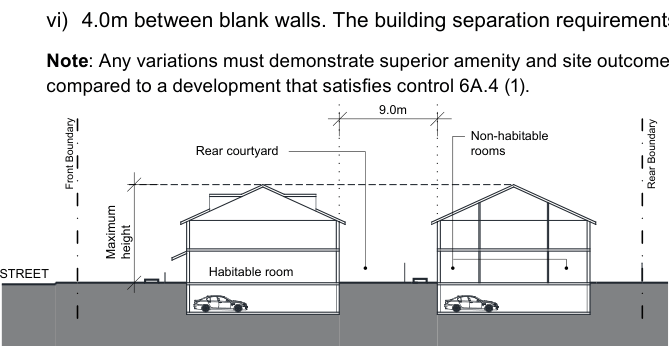 vi) 4.0m between blank walls. The building separation requirements
Note: Any variations must demonstrate superior amenity and site outcome
compared to a development that satisfies control 6A.4 (1).
9.0m
Front Boundary
Rear courtyard
Non-habitable
rooms
Rear Boundary
Maximum
height
STREET
Habitable room